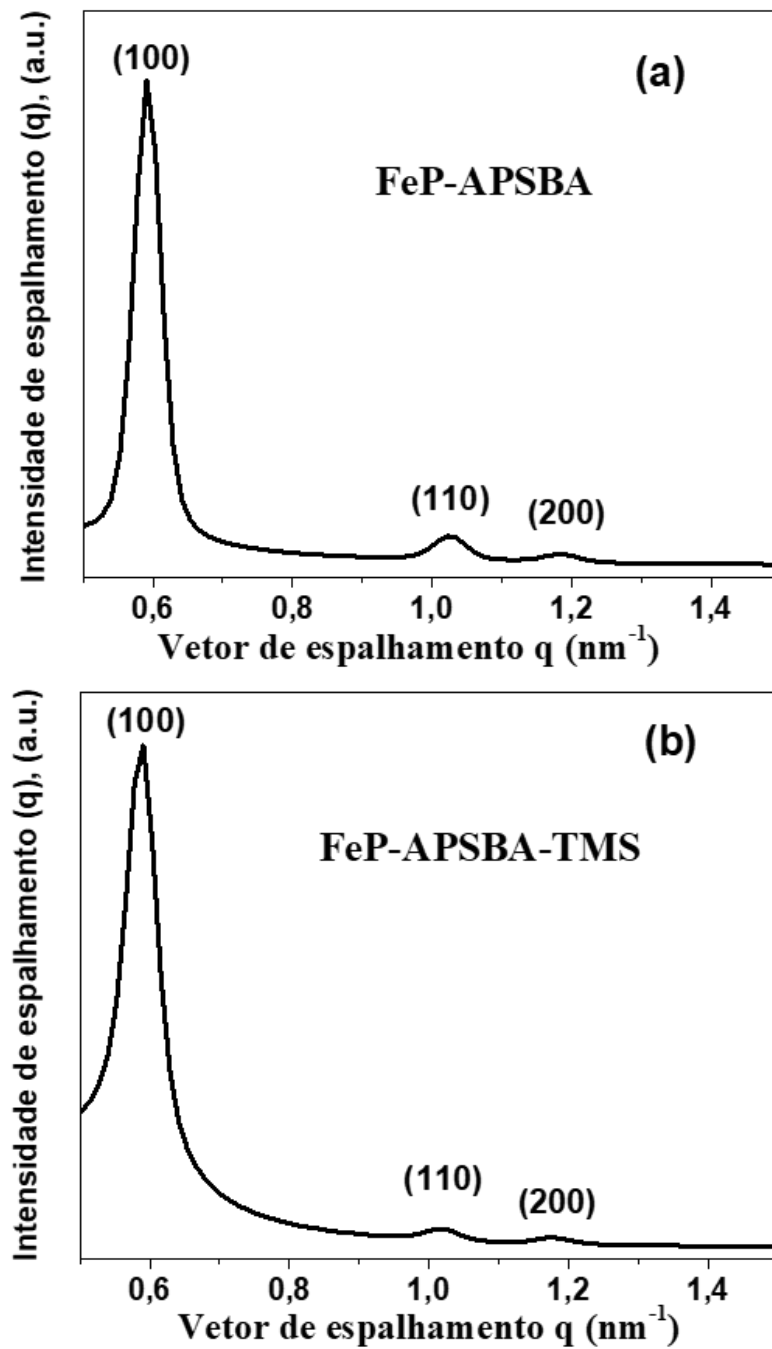 (100)
(a)
FeP-APSBA
(110)
(200)
Intensidade de espalhamento (q), (a.u.)
0,6 0,8 1,0 1,2 1,4
Vetor de espalhamento q (nm⁻¹)
(100)
(b)
FeP-APSBA-TMS
(110)
(200)
Intensidade de espalhamento (q), (a.u.)
0,6 0,8 1,0 1,2 1,4
Vetor de espalhamento q (nm⁻¹)